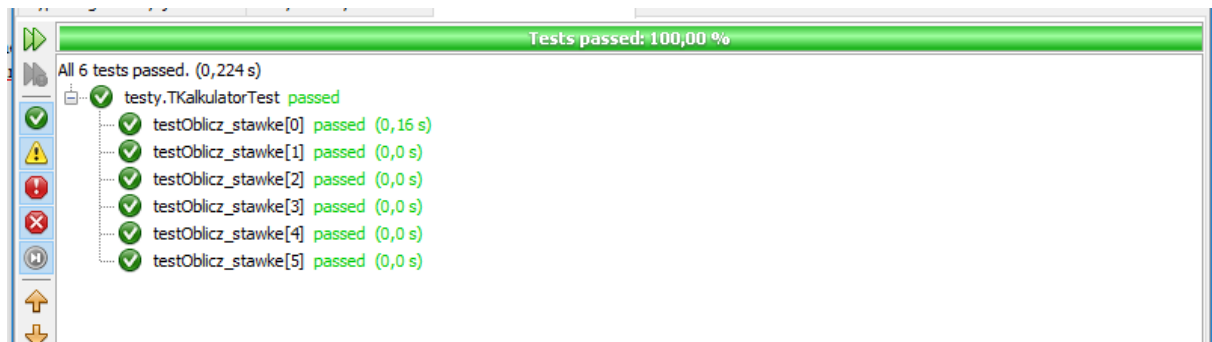 Tests passed: 100,00 %
All 6 tests passed. (0,224 s)
testy.TKalkulatorTest passed
testOblicz_stawke[0] passed (0,16 s)
testOblicz_stawke[1] passed (0,0 s)
testOblicz_stawke[2] passed (0,0 s)
testOblicz_stawke[3] passed (0,0 s)
testOblicz_stawke[4] passed (0,0 s)
testOblicz_stawke[5] passed (0,0 s)